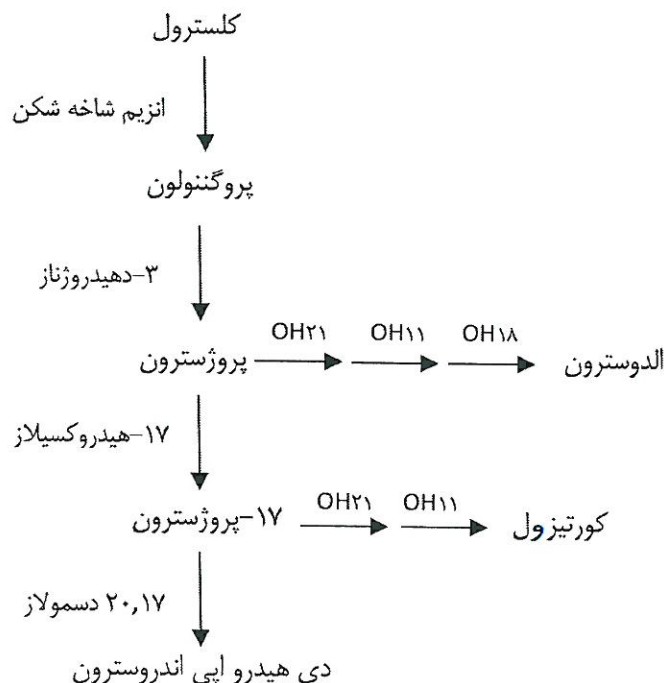 کلسترول
انزیم شاخه شکن
پروگننولون
۳-دهیدروژناز
پروژسترون
OH۲۱
OH۱۱
OH۱۸
الدوسترون
۱۷-هیدروکسیلاز
۱۷-پروژسترون
OH۲۱
OH۱۱
کورتیزول
۲۰,۱۷ دسمولاز
دی هیدرو اپی اندروسترون